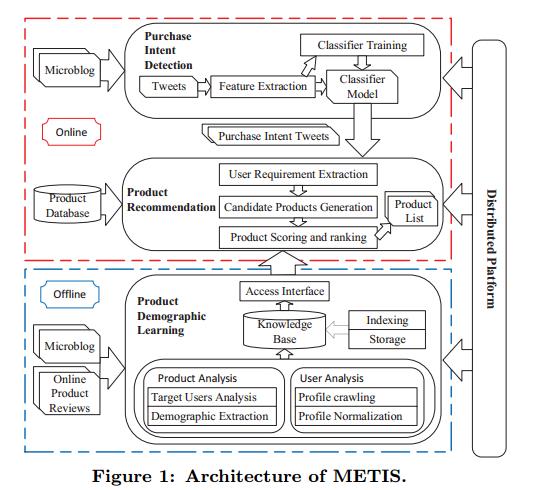 Purchase
Intent
Detection
Classifier Training
Microblog
Tweets
Feature Extraction
Classifier
Model
Online
Purchase Intent Tweets
User Requirement Extraction
Product
Database
Product
Recommendation
Candidate Products Generation
Product
List
Product Scoring and ranking
Distributed Platform
Offline
Product
Demographic
Learning
Access Interface
Knowledge
Base
Indexing
Storage
Microblog
Online
Product
Reviews
Product Analysis
Target Users Analysis
Demographic Extraction
User Analysis
Profile crawling
Profile Normalization
Figure 1: Architecture of METIS.